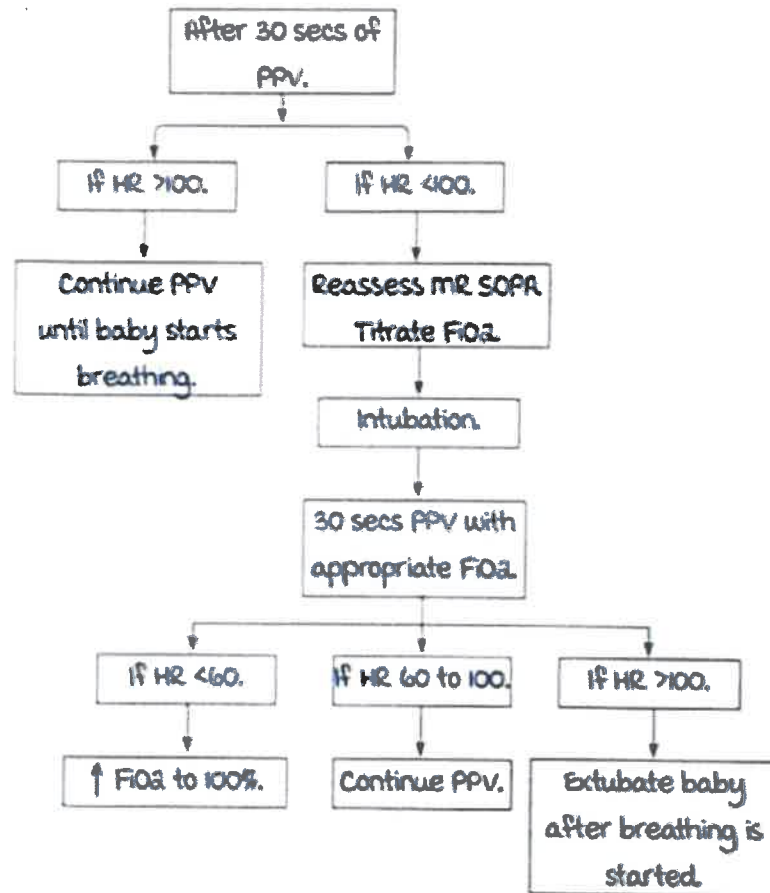 After 30 secs of
PPV.
If HR >100.
If HR <100.
Continue PPV
until baby starts
breathing.
Reassess MR SOPA
Titrate FiO2
Intubation.
30 secs PPV with
appropriate FiO2.
If HR <60.
If HR 60 to 100.
If HR >100.
↑ FiO2 to 100%.
Continue PPV.
Extubate baby
after breathing is
started.